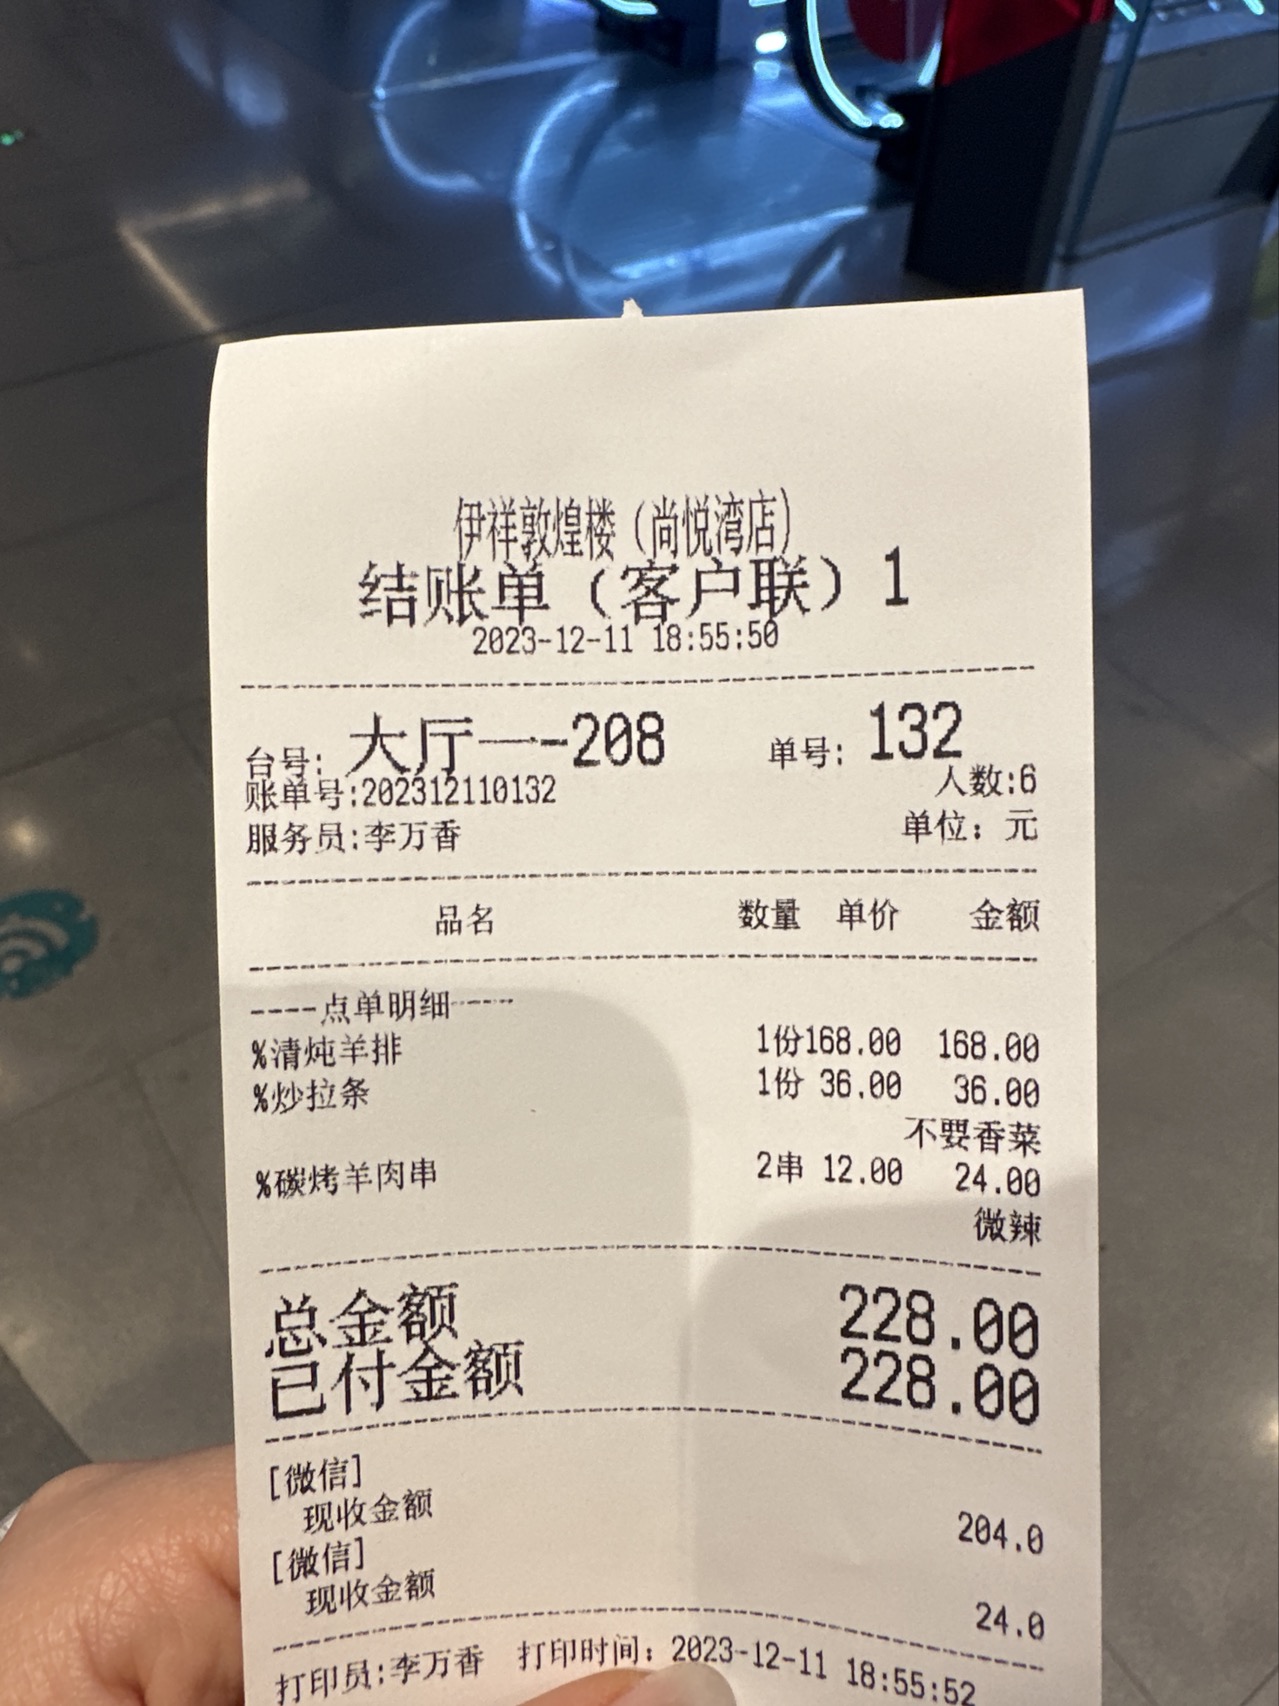 伊祥敦煌楼（尚悦湾店）
结账单（客户联）1
2023-12-11 18:55:50
台号: 大厅一-208 单号: 132
人数:6
账单号:202312110132
服务员:李万香 单位: 元
品名 数量 单价 金额
----点单明细----
%清炖羊排 1份168.00 168.00
%炒拉条 1份 36.00 36.00
不要香菜
%碳烤羊肉串 2串 12.00 24.00
微辣
总金额 228.00
已付金额 228.00
[微信]
现收金额 204.0
[微信]
现收金额 24.0
打印员:李万香 打印时间: 2023-12-11 18:55:52